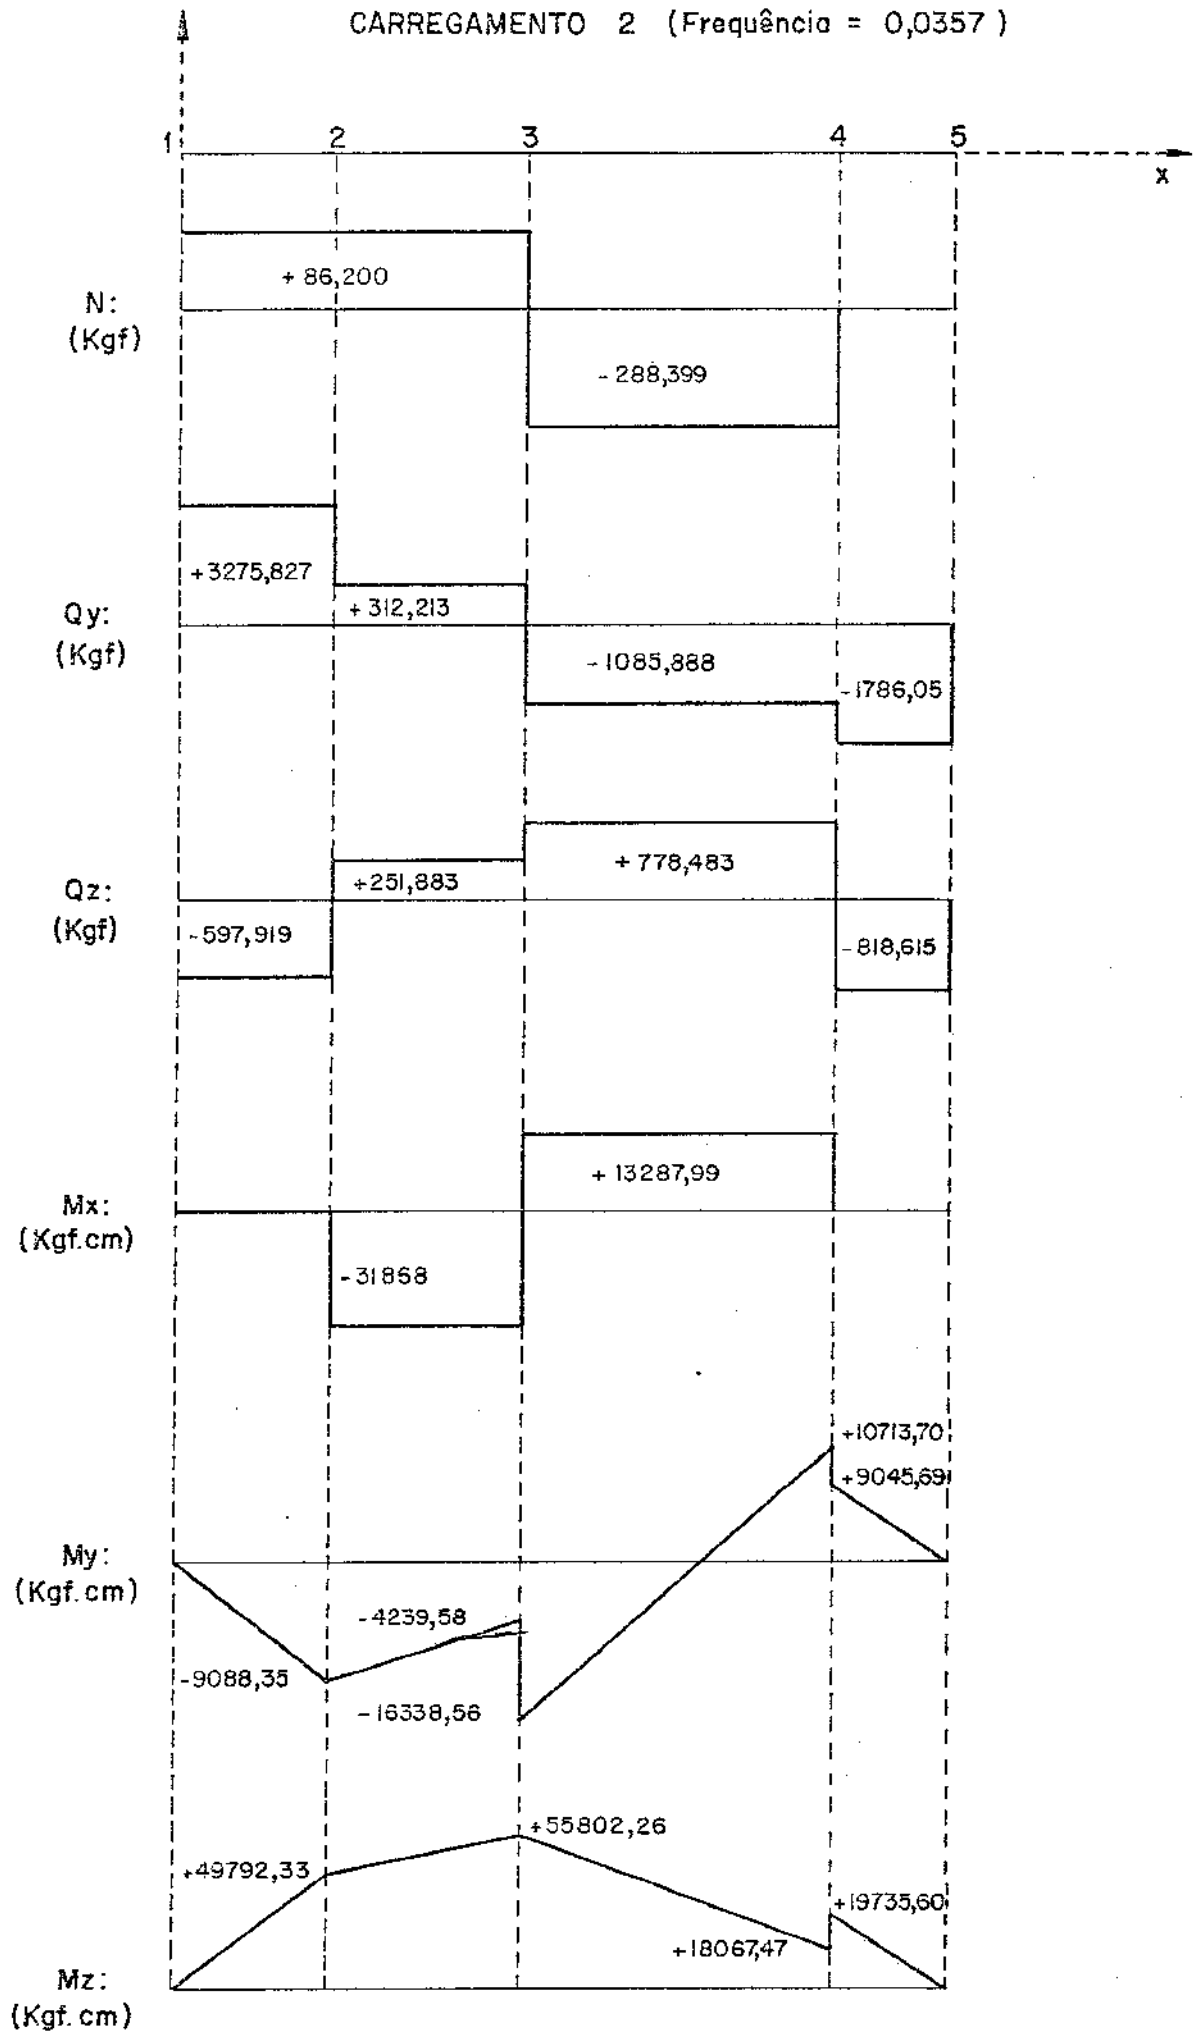 CARREGAMENTO 2 (Frequência = 0,0357 )
1 2 3 4 5
x
+ 86,200
N:
(Kgf)
- 288,399
+3275,827
+ 312,213
Qy:
(Kgf)
- 1085,888
-1786,05
+ 778,483
+251,883
Qz:
(Kgf)
-597,919
-818,615
+ 13287,99
Mx:
(Kgf.cm)
-31868
+10713,70
+9045,69
My:
(Kgf.cm)
-4239,58
-9088,35
-16338,56
+55802,26
+49792,33
+19735,60
+18067,47
Mz:
(Kgf.cm)